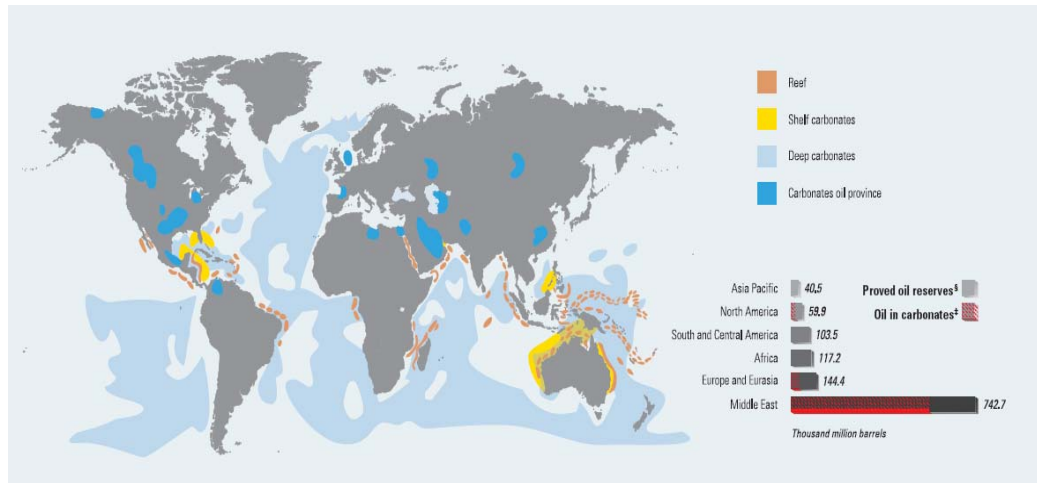 Reef
Shelf carbonates
Deep carbonates
Carbonates oil province
Asia Pacific 40,5 Proved oil reserves§
North America 59,9 Oil in carbonates‡
South and Central America 103.5
Africa 117.2
Europe and Eurasia 144.4
Middle East 742.7
Thousand million barrels